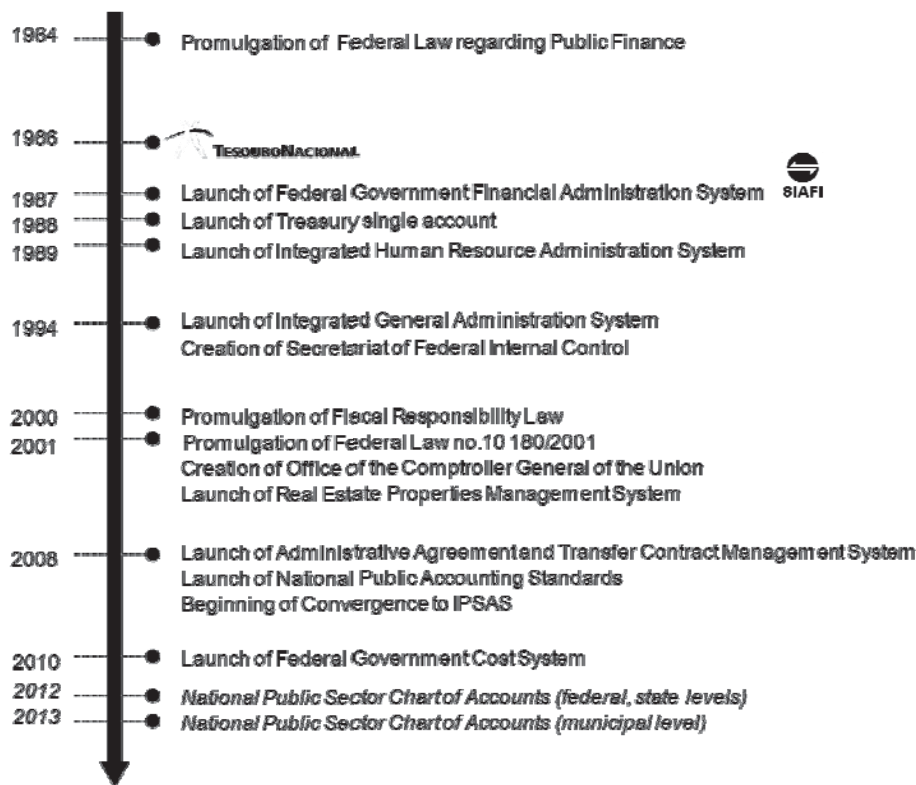 1964 Promulgation of Federal Law regarding Public Finance
1986 TESOURONACIONAL
1987 Launch of Federal Government Financial Administration System SIAFI
1988 Launch of Treasury single account
1989 Launch of Integrated Human Resource Administration System
1994 Launch of Integrated General Administration System
Creation of Secretariat of Federal Internal Control
2000 Promulgation of Fiscal Responsibility Law
2001 Promulgation of Federal Law no.10 180/2001
Creation of Office of the Comptroller General of the Union
Launch of Real Estate Properties Management System
2008 Launch of Administrative Agreement and Transfer Contract Management System
Launch of National Public Accounting Standards
Beginning of Convergence to IPSAS
2010 Launch of Federal Government Cost System
2012 National Public Sector Chart of Accounts (federal, state levels)
2013 National Public Sector Chart of Accounts (municipal level)